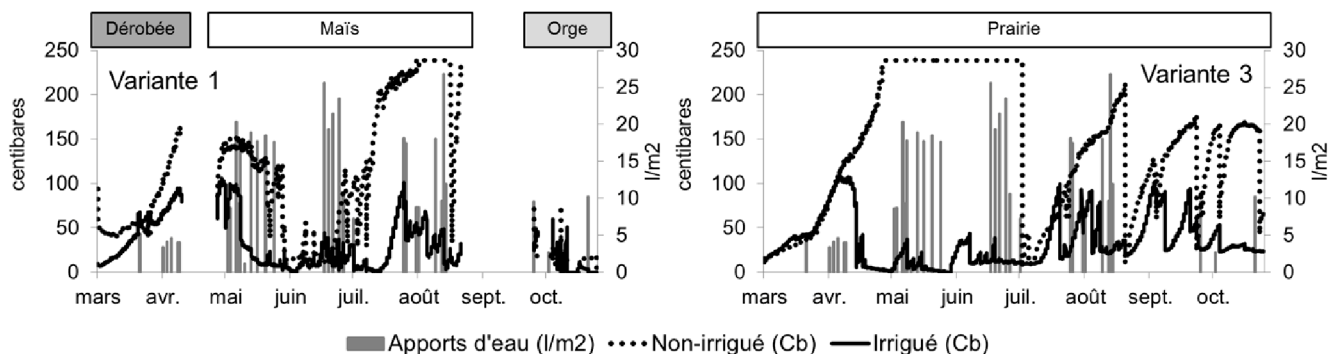 Dérobée Maïs Orge Prairie
250 30 250 30
Variante 1 Variante 3
200 25 200 25
150 20 150 20
15 15
100 10 100 10
50 5 50 5
0 0 0 0
centibares l/m2 centibares l/m2
mars avr. mai juin juil. août sept. oct. mars avr. mai juin juil. août sept. oct.
Apports d'eau (l/m2) Non-irrigué (Cb) Irrigué (Cb)